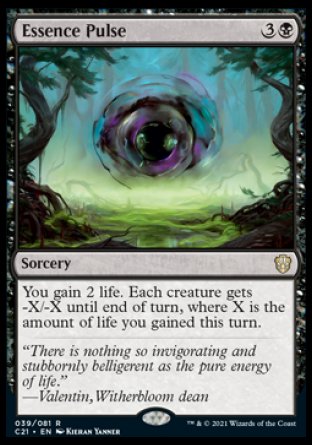 Essence Pulse 3
Sorcery
You gain 2 life. Each creature gets
-X/-X until end of turn, where X is the
amount of life you gained this turn.
“There is nothing so invigorating and
stubbornly belligerent as the pure energy
of life.”
—Valentin, Witherbloom dean
039/081 R
C21 • EN KIERAN YANNER ™ & © 2021 Wizards of the Coast